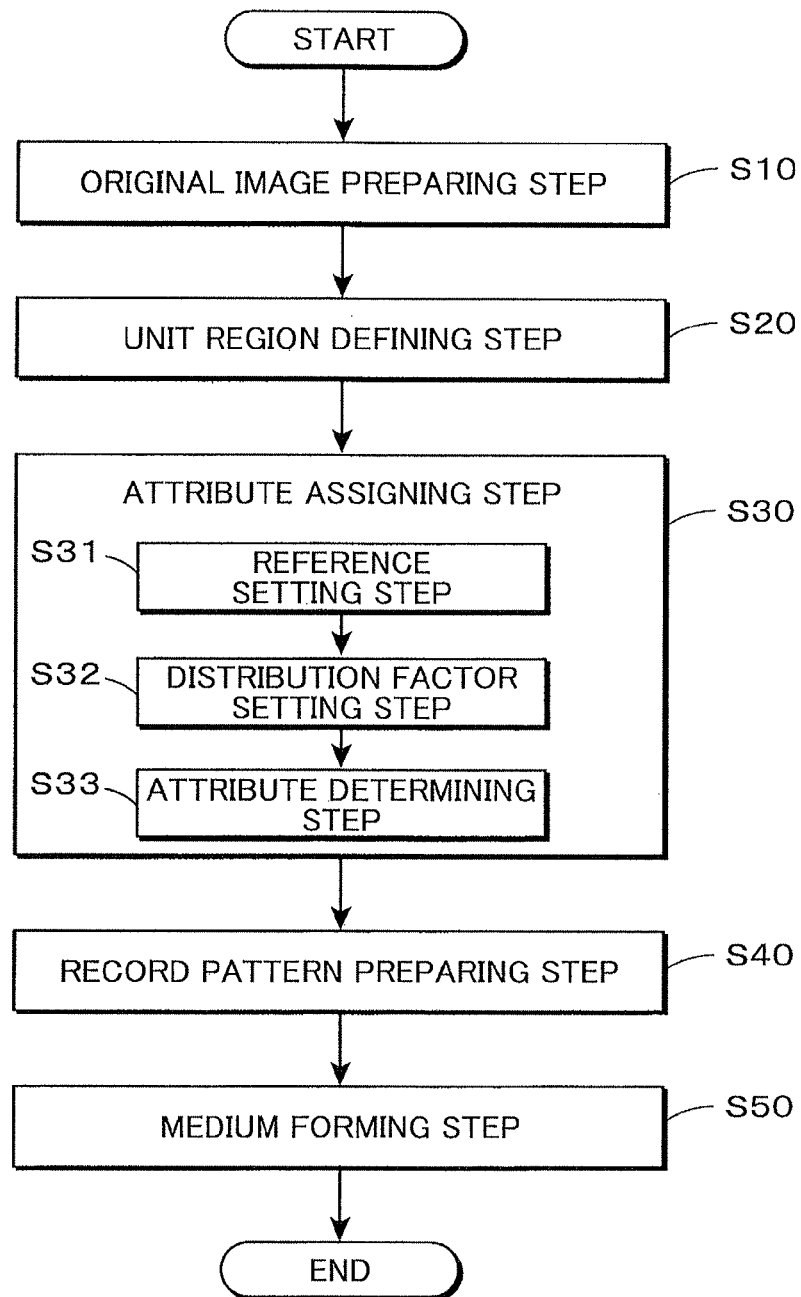 START
ORIGINAL IMAGE PREPARING STEP
S10
UNIT REGION DEFINING STEP
S20
ATTRIBUTE ASSIGNING STEP
S30
S31
REFERENCE
SETTING STEP
S32
DISTRIBUTION FACTOR
SETTING STEP
S33
ATTRIBUTE DETERMINING
STEP
RECORD PATTERN PREPARING STEP
S40
MEDIUM FORMING STEP
S50
END